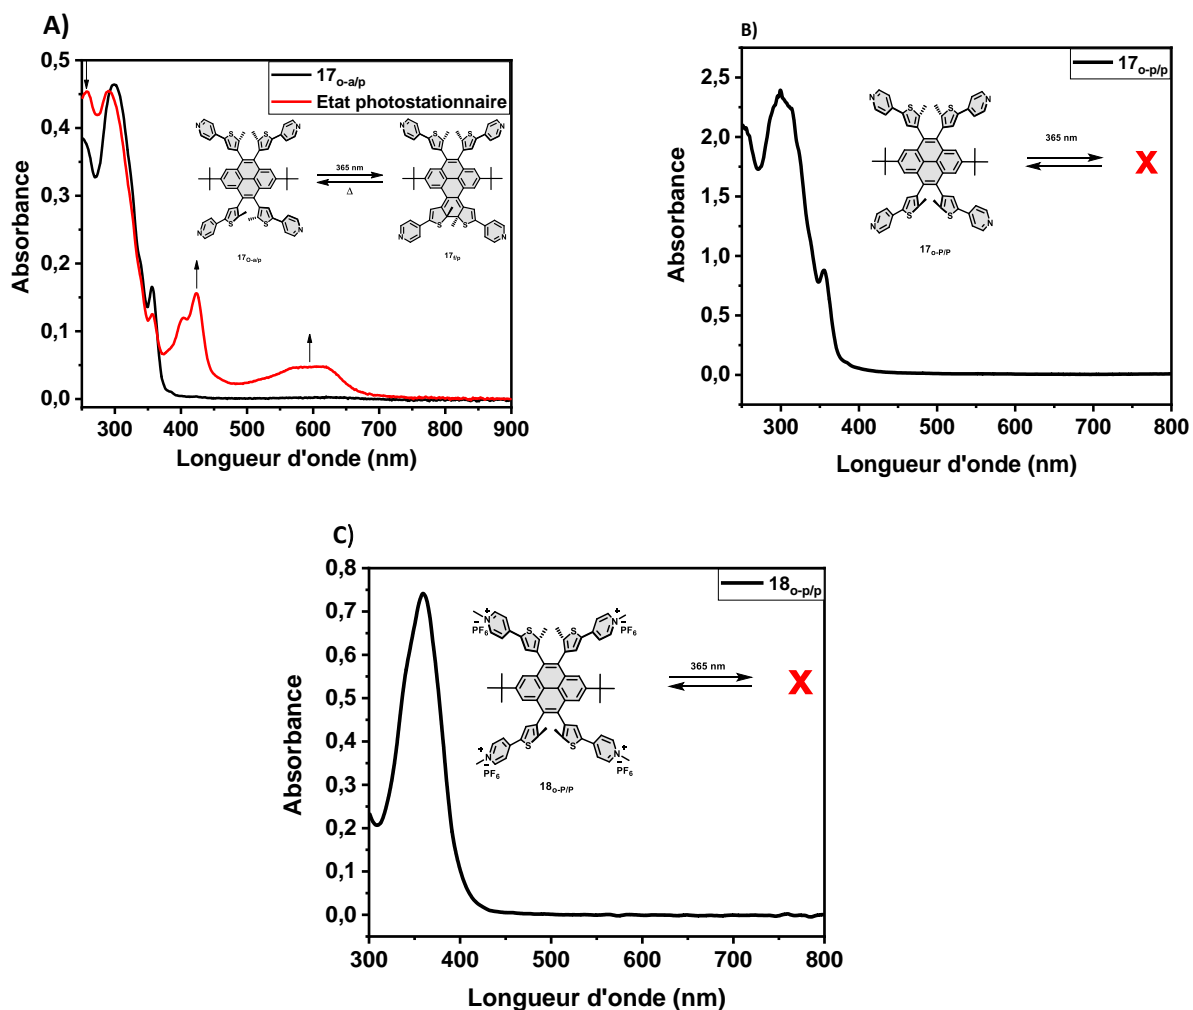 A)
0,5
0,4
0,3
0,2
0,1
0,0
Absorbance
300 400 500 600 700 800 900
Longueur d'onde (nm)
17o-a/p
Etat photostationnaire
N N N N
S S S S
365 nm
Δ
S S S S
N N N N
17O-a/p
17f/p
B)
2,5
2,0
1,5
1,0
0,5
0,0
Absorbance
300 400 500 600 700 800
Longueur d'onde (nm)
17o-p/p
N N
S S
365 nm
X
S S
N N
17o-P/P
C)
0,8
0,7
0,6
0,5
0,4
0,3
0,2
0,1
0,0
Absorbance
300 400 500 600 700 800
Longueur d'onde (nm)
18o-p/p
+ +
N N
− −
PF6 PF6
S S
365 nm
X
S S
+ +
N N
− −
PF6 PF6
18o-P/P